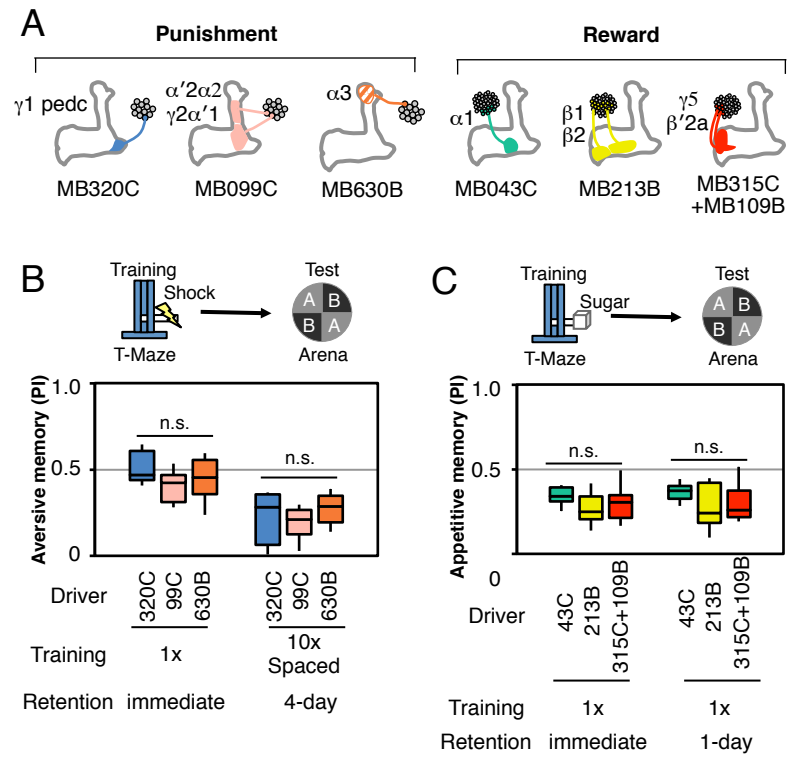 A
Punishment
Reward
γ1 pedc
α′2α2
γ2α′1
α3
α1
β1
β2
γ5
β′2a
MB320C
MB099C
MB630B
MB043C
MB213B
MB315C
+MB109B
B
Training
Shock
T-Maze
Test
A B
B A
Arena
Aversive memory (PI)
1.0
0.5
0
n.s.
n.s.
Driver
320C
99C
630B
320C
99C
630B
Training
1x
10x
Spaced
Retention
immediate
4-day
C
Training
Sugar
T-Maze
Test
A B
B A
Arena
Appetitive memory (PI)
1.0
0.5
0
n.s.
n.s.
Driver
43C
213B
315C+109B
43C
213B
315C+109B
Training
1x
1x
Retention
immediate
1-day